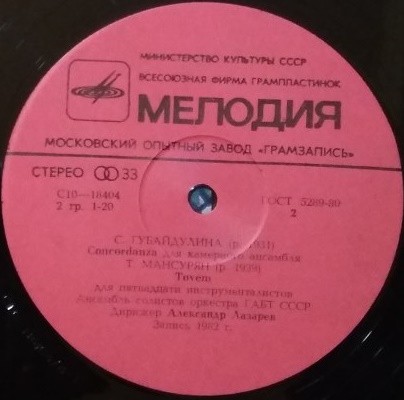 МИНИСТЕРСТВО КУЛЬТУРЫ СССР
ВСЕСОЮЗНАЯ ФИРМА ГРАМПЛАСТИНОК
МЕЛОДИЯ
МОСКОВСКИЙ ОПЫТНЫЙ ЗАВОД «ГРАМЗАПИСЬ»
СТЕРЕО 33
С10—18404 ГОСТ 5289-80
2 гр. 1-20 2
С. ГУБАЙДУЛИНА (р. 1931)
Concordanza для камерного ансамбля
Т. МАНСУРЯН (р. 1939)
Tovem
для пятнадцати инструменталистов
Ансамбль солистов оркестра ГАБТ СССР
Дирижер Александр Лазарев
Запись 1982 г.